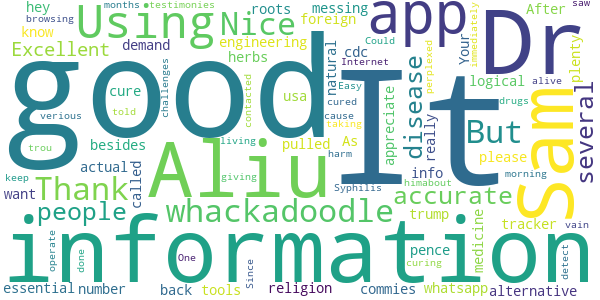 hey
browsing
know
Using
months
testimonies
Nice
After
roots
messing
foreign
Could
app
Your
Dr
saw
due
Excellent
demand
engineering
herbs
cdc
natural
Internet
Easy
perplexed
immediately
plenty
good
cure
told
challenges
usa
contacted
cured
cause
taking
It
disease
logical
alive
drugs
Sam
several
verious
trou
besides
Aliu
living
pulled
As
harm
appreciate
really
But
please
morning
keep
actual
want
Thank
called
giving
Syphilis
info
himabout
accurate
people
whackadoodle
trump
medicine
tracker
vain
information
operate
done
One
Since
pence
curing
detect
essential
number
back
tools
religion
commies
whatsapp
alternative